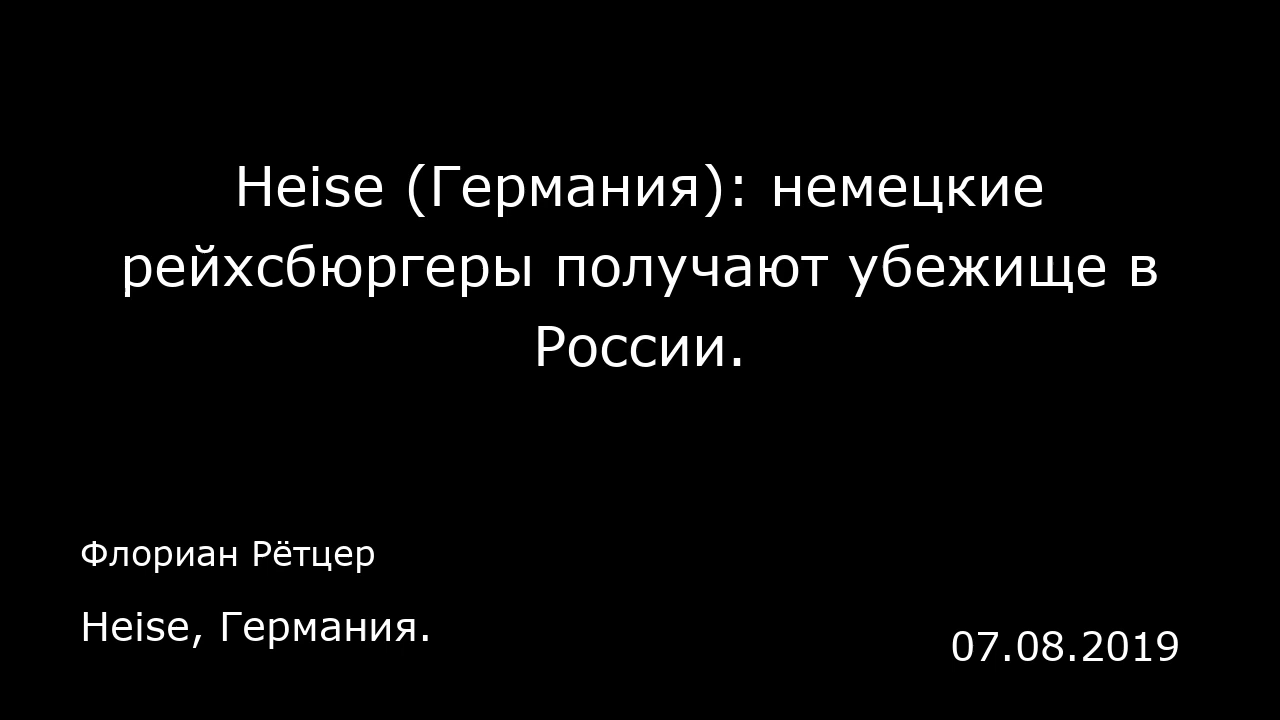 Heise (Германия): немецкие
рейхсбюргеры получают убежище в
России.
Флориан Рётцер
Heise, Германия.
07.08.2019